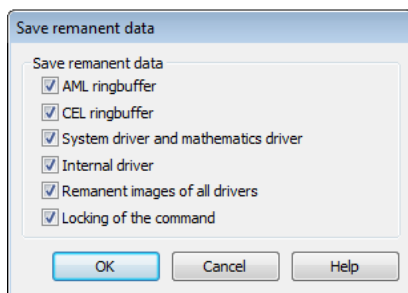 Save remanent data
Save remanent data
AML ringbuffer
CEL ringbuffer
System driver and mathematics driver
Internal driver
Remanent images of all drivers
Locking of the command
OK Cancel Help